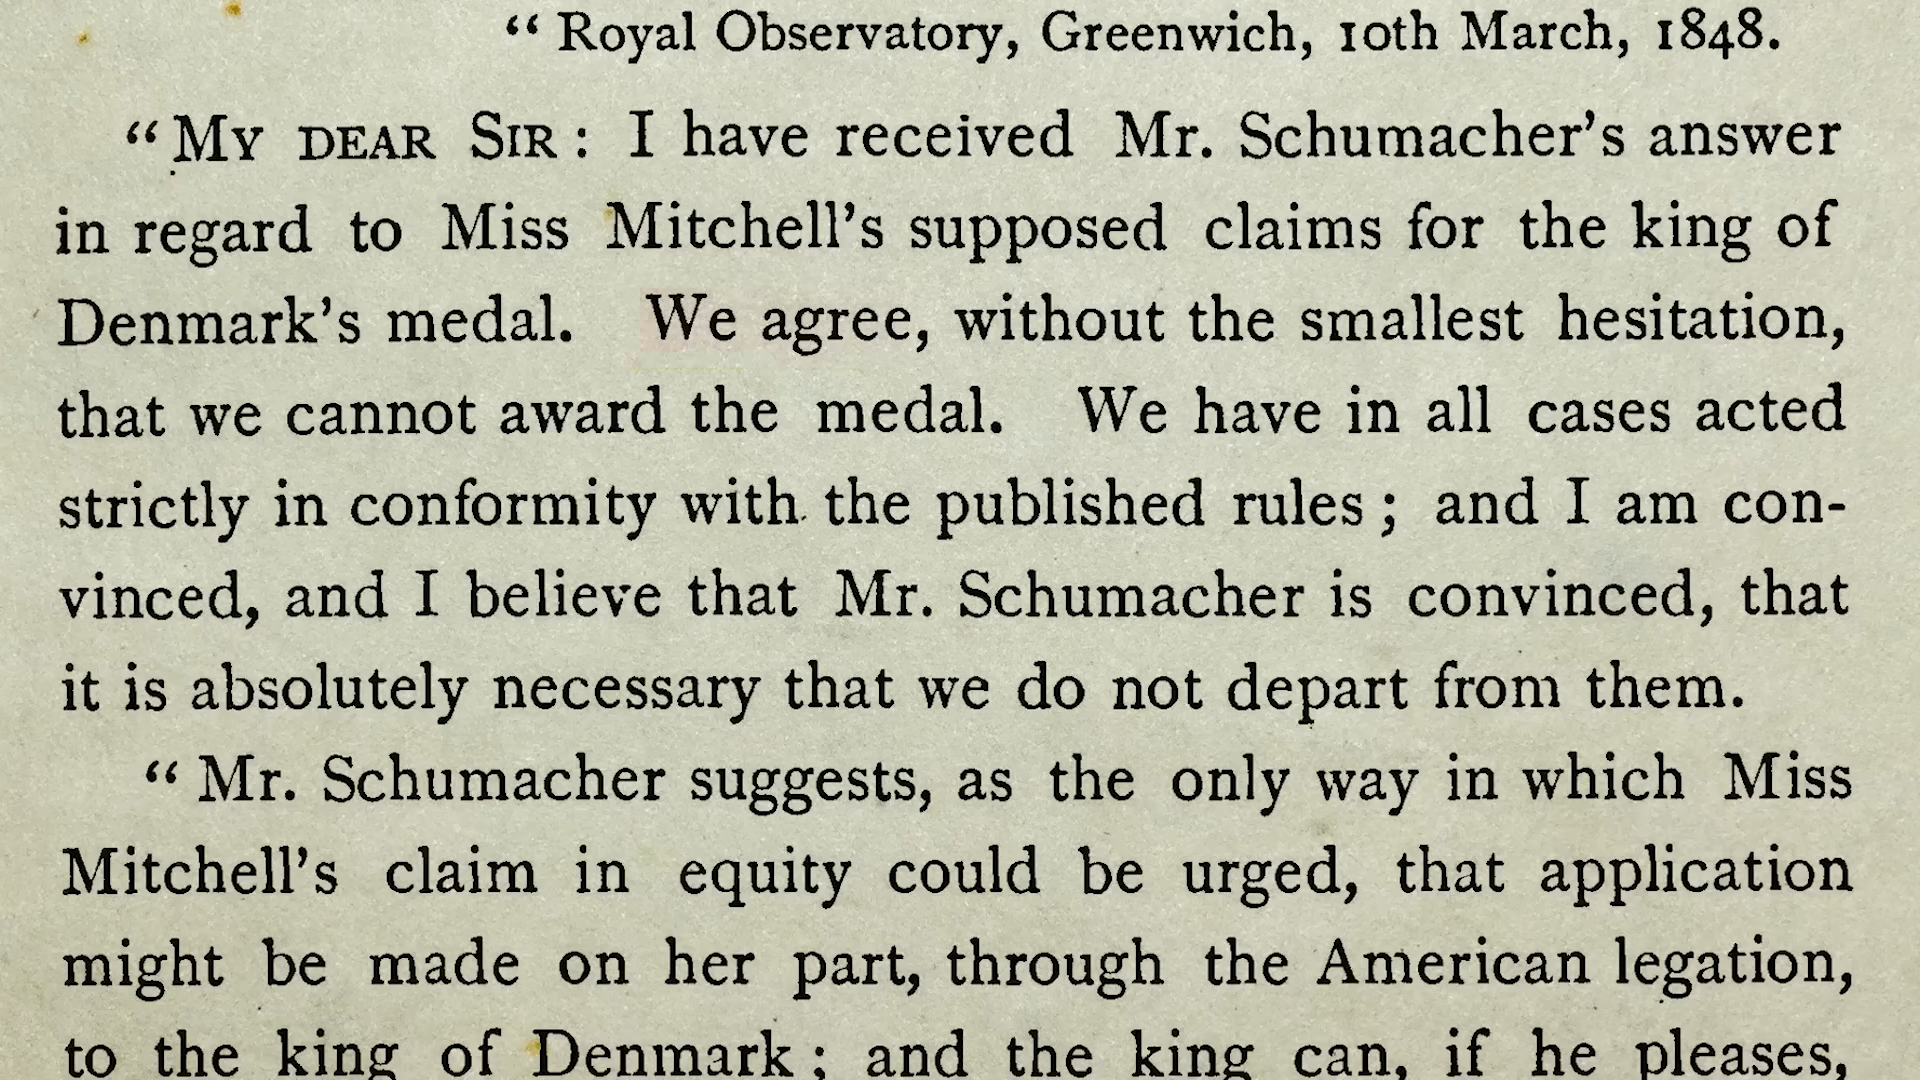 “ Royal Observatory, Greenwich, 10th March, 1848.
“ MY DEAR SIR : I have received Mr. Schumacher’s answer
in regard to Miss Mitchell’s supposed claims for the king of
Denmark’s medal. We agree, without the smallest hesitation,
that we cannot award the medal. We have in all cases acted
strictly in conformity with the published rules ; and I am con-
vinced, and I believe that Mr. Schumacher is convinced, that
it is absolutely necessary that we do not depart from them.
“ Mr. Schumacher suggests, as the only way in which Miss
Mitchell’s claim in equity could be urged, that application
might be made on her part, through the American legation,
to the king of Denmark ; and the king can, if he pleases,